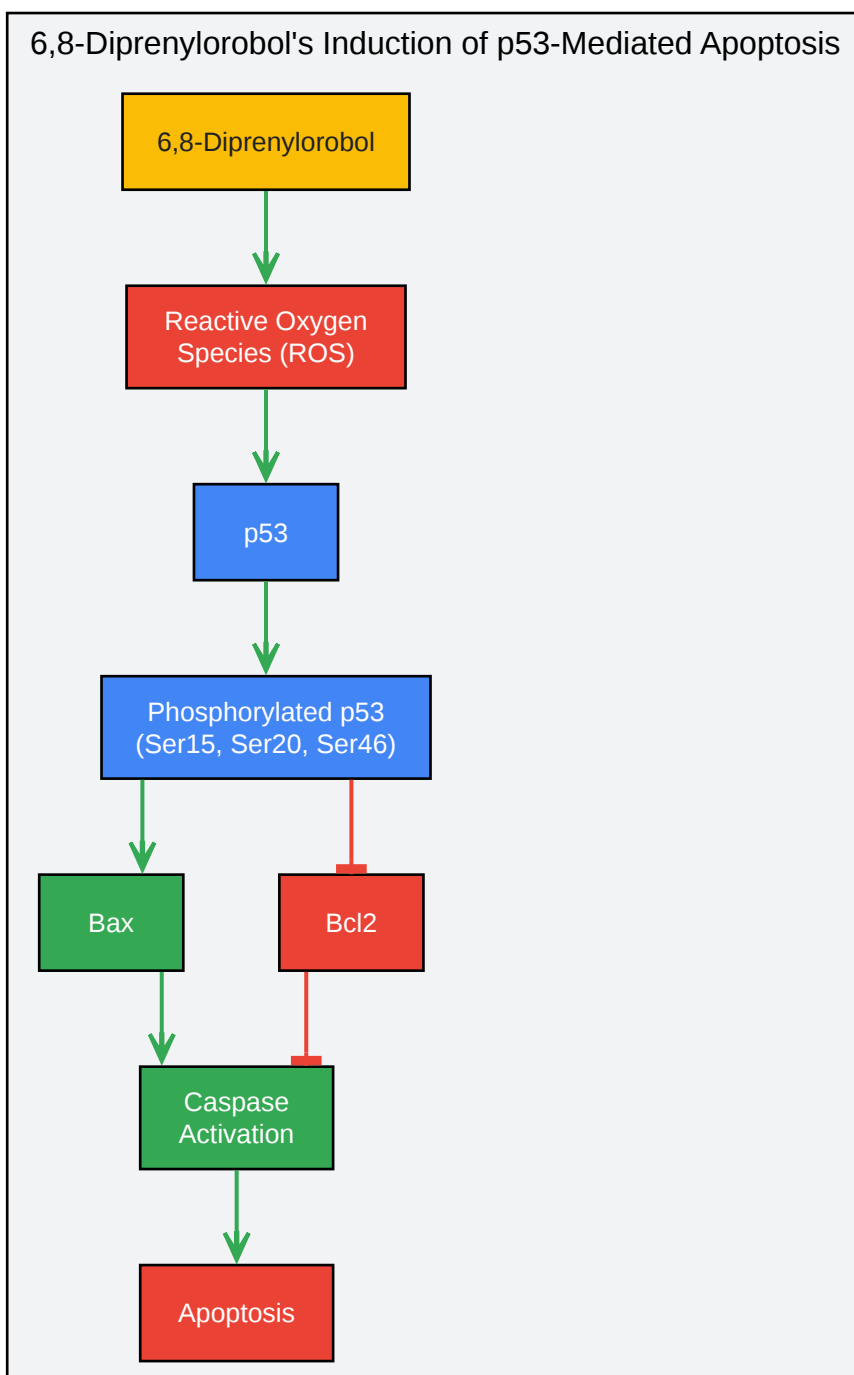 6,8-Diprenylorobol's Induction of p53-Mediated Apoptosis
6,8-Diprenylorobol
Reactive Oxygen
Species (ROS)
p53
Phosphorylated p53
(Ser15, Ser20, Ser46)
Bax
Bcl2
Caspase
Activation
Apoptosis